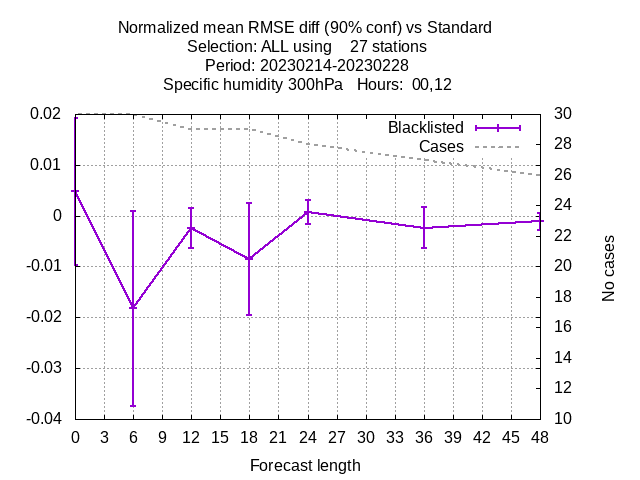 Normalized mean RMSE diff (90% conf) vs Standard
Selection: ALL using    27 stations
Period: 20230214-20230228
Specific humidity 300hPa   Hours:  00,12
0.02
0.01
0
-0.01
-0.02
-0.03
-0.04
Blacklisted
Cases
30
28
26
24
22
20
18
16
14
12
10
No cases
0 3 6 9 12 15 18 21 24 27 30 33 36 39 42 45 48
Forecast length